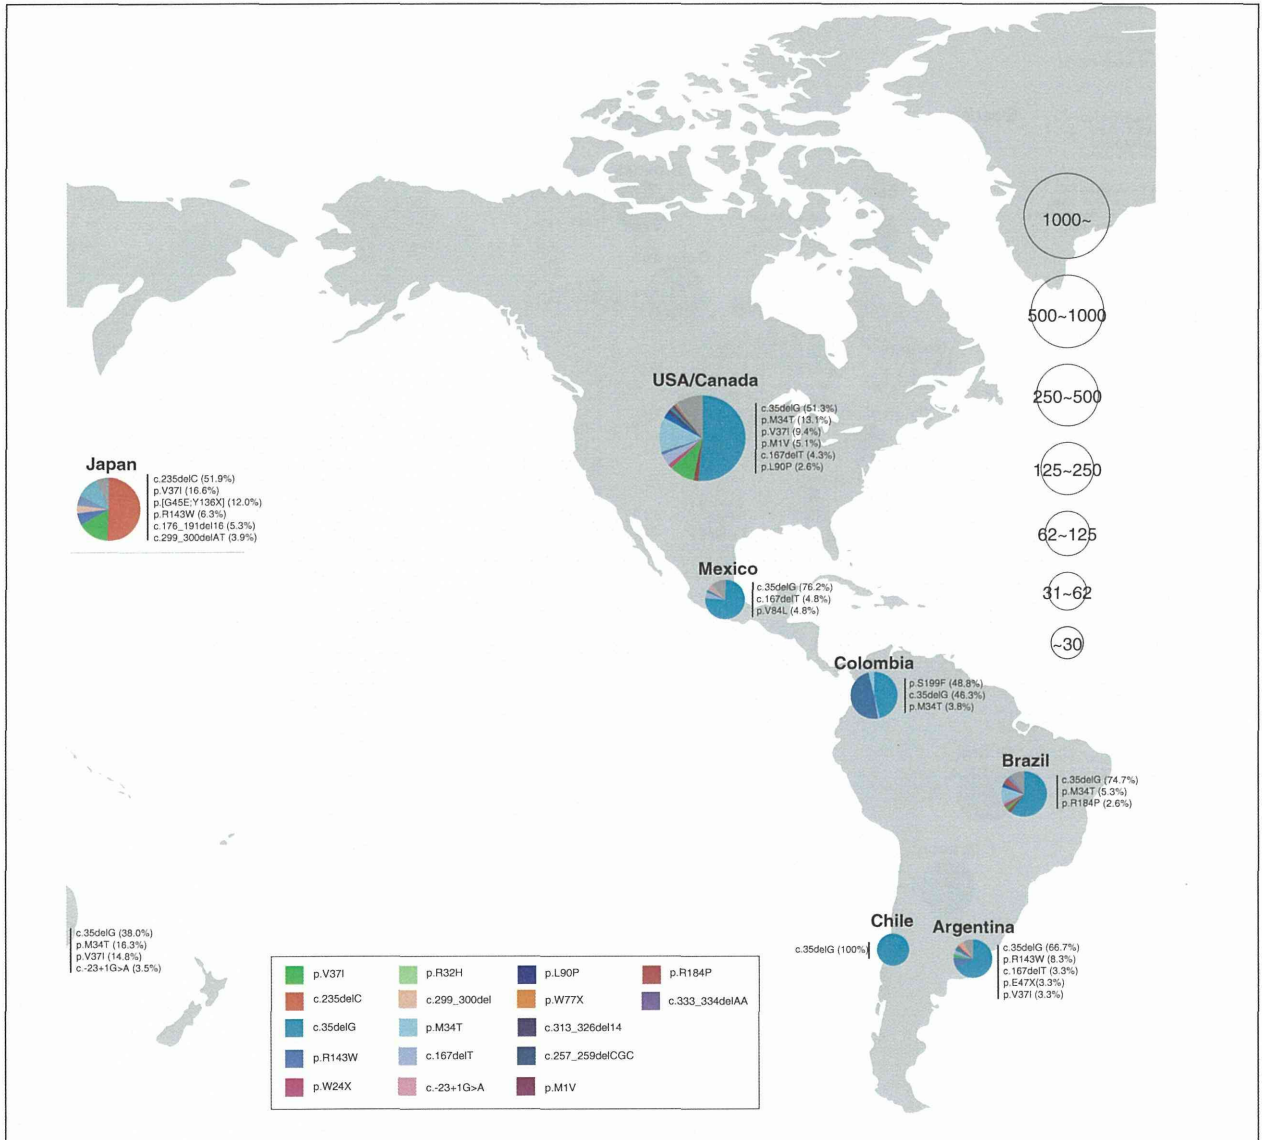 1000~
500~1000
250~500
125~250
62~125
31~62
~30
USA/Canada
c.35delG (51.3%)
p.M34T (13.1%)
p.V37I (9.4%)
p.M1V (5.1%)
c.167delT (4.3%)
p.L90P (2.6%)
Japan
c.235delC (51.9%)
p.V37I (16.6%)
p.[G45E;Y136X] (12.0%)
p.R143W (6.3%)
c.176_191del16 (5.3%)
c.299_300delAT (3.9%)
Mexico
c.35delG (76.2%)
c.167delT (4.8%)
p.V84L (4.8%)
Colombia
p.S199F (48.8%)
c.35delG (46.3%)
p.M34T (3.8%)
Brazil
c.35delG (74.7%)
p.M34T (5.3%)
p.R184P (2.6%)
c.35delG (38.0%)
p.M34T (16.3%)
p.V37I (14.8%)
c.-23+1G>A (3.5%)
Chile
c.35delG (100%)
Argentina
c.35delG (66.7%)
p.R143W (8.3%)
c.167delT (3.3%)
p.E47X(3.3%)
p.V37I (3.3%)
p.V37I
c.235delC
c.35delG
p.R143W
p.W24X
p.R32H
c.299_300del
p.M34T
c.167delT
c.-23+1G>A
p.L90P
p.W77X
c.313_326del14
c.257_259delCGC
p.M1V
p.R184P
c.333_334delAA